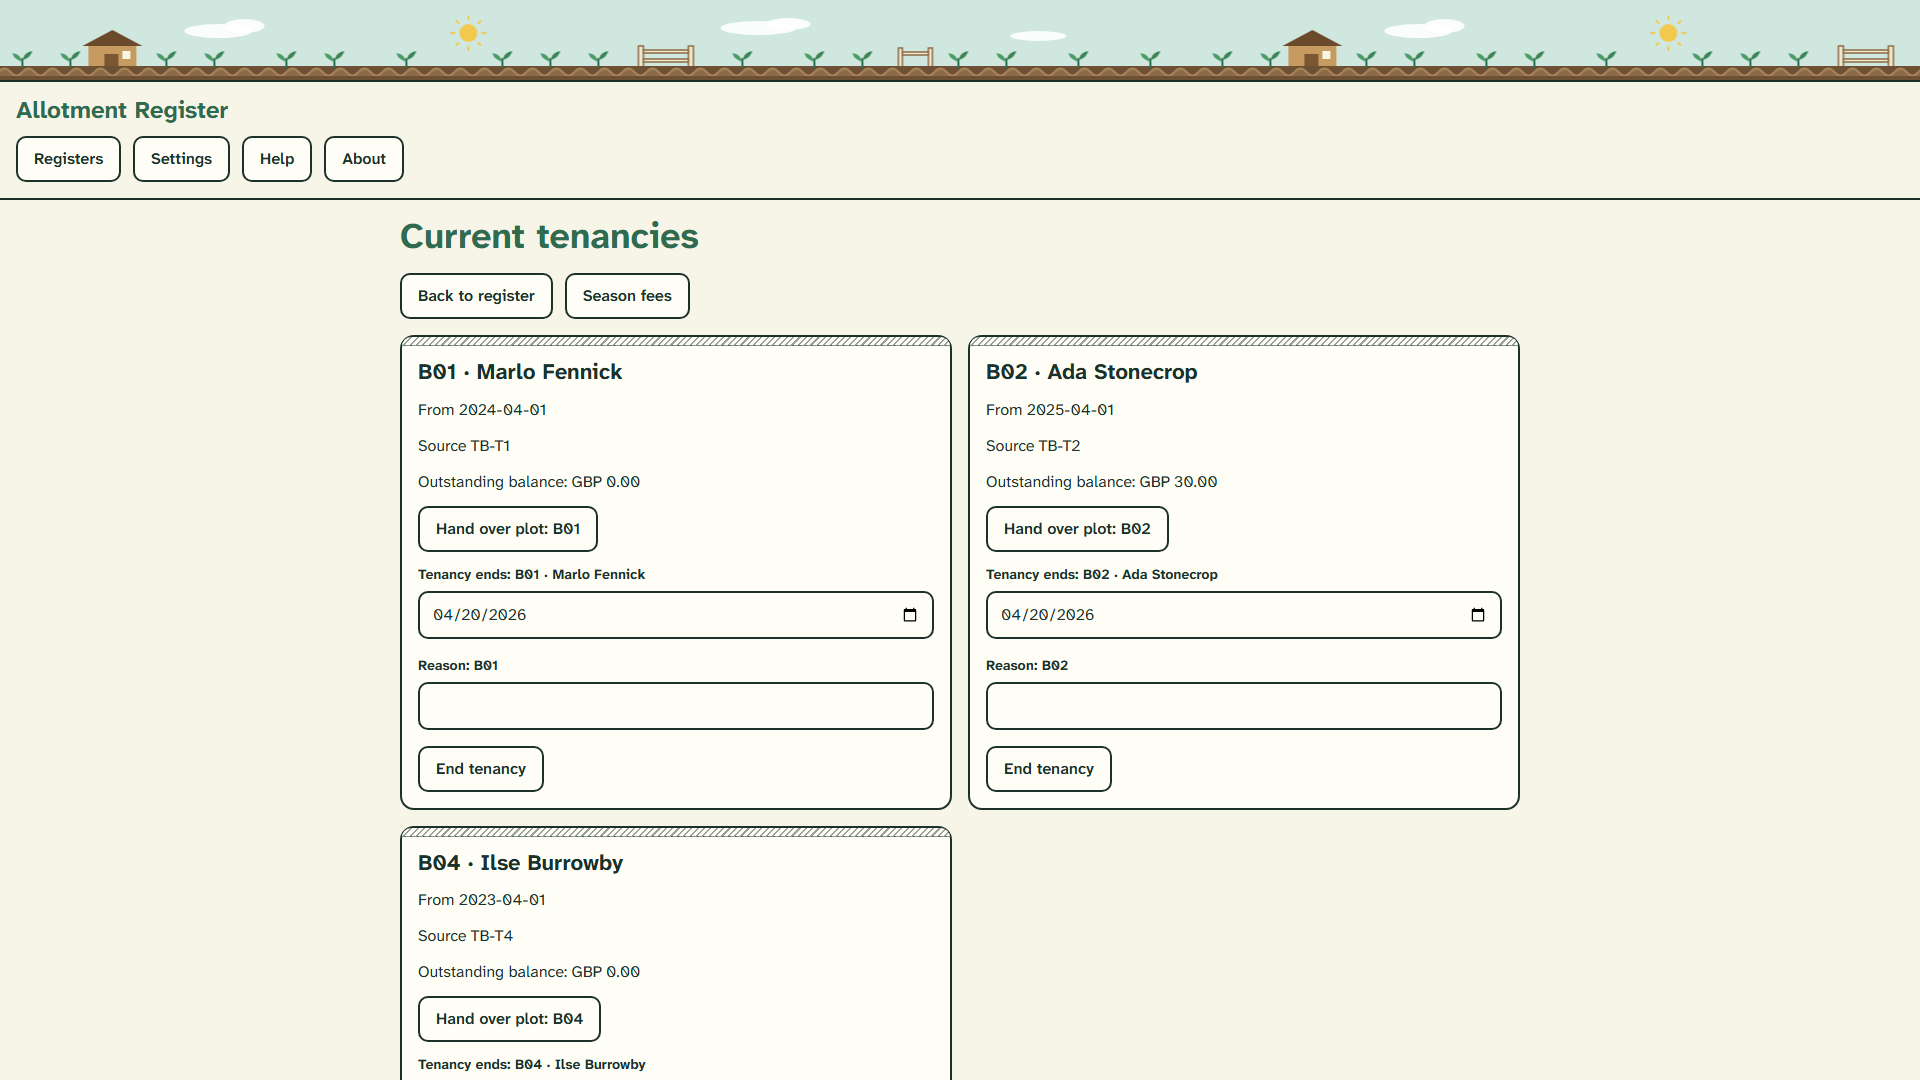 Allotment Register
Registers
Settings
Help
About
Current tenancies
Back to register
Season fees
B01 · Marlo Fennick
From 2024-04-01
Source TB-T1
Outstanding balance: GBP 0.00
Hand over plot: B01
Tenancy ends: B01 · Marlo Fennick
04/20/2026
Reason: B01
End tenancy
B02 · Ada Stonecrop
From 2025-04-01
Source TB-T2
Outstanding balance: GBP 30.00
Hand over plot: B02
Tenancy ends: B02 · Ada Stonecrop
04/20/2026
Reason: B02
End tenancy
B04 · Ilse Burrowby
From 2023-04-01
Source TB-T4
Outstanding balance: GBP 0.00
Hand over plot: B04
Tenancy ends: B04 · Ilse Burrowby